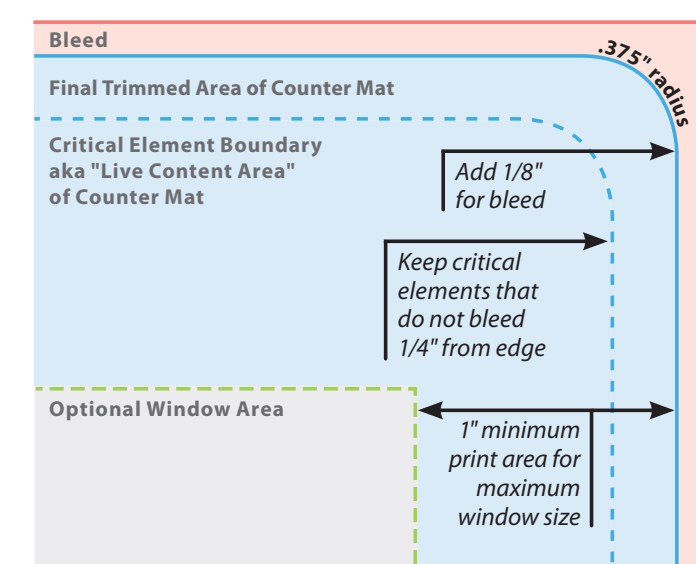 Bleed
.375" radius
Final Trimmed Area of Counter Mat
Critical Element Boundary
aka "Live Content Area"
of Counter Mat
Add 1/8"
for bleed
Keep critical
elements that
do not bleed
1/4" from edge
Optional Window Area
1" minimum
print area for
maximum
window size